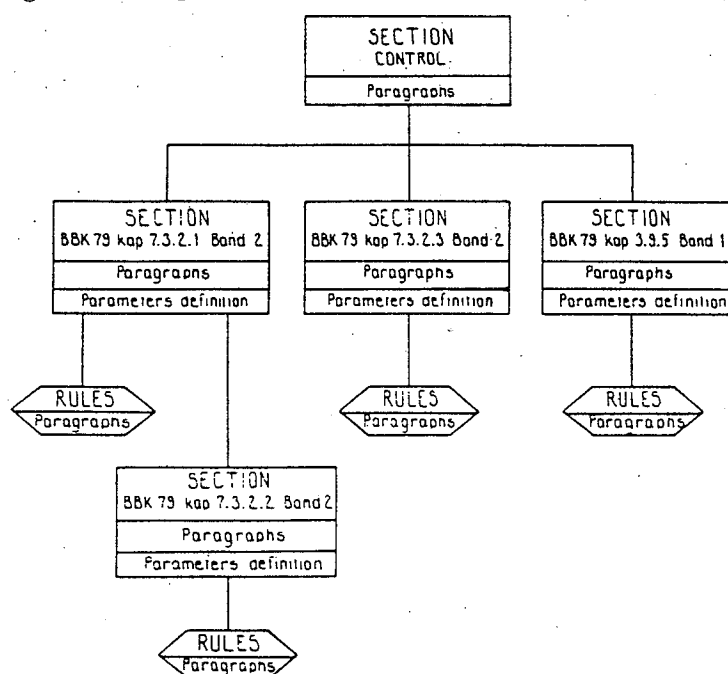 SECTION
CONTROL
Paragraphs
SECTION
BBK 79 kap 7.3.2.1 Band 2
Paragraphs
Parameters definition
SECTION
BBK 79 kap 7.3.2.3 Band 2
Paragraphs
Parameters definition
SECTION
BBK 79 kap 3.9.5 Band 1
Paragraphs
Parameters definition
RULES
Paragraphs
RULES
Paragraphs
RULES
Paragraphs
SECTION
BBK 79 kap 7.3.2.2 Band 2
Paragraphs
Parameters definition
RULES
Paragraphs